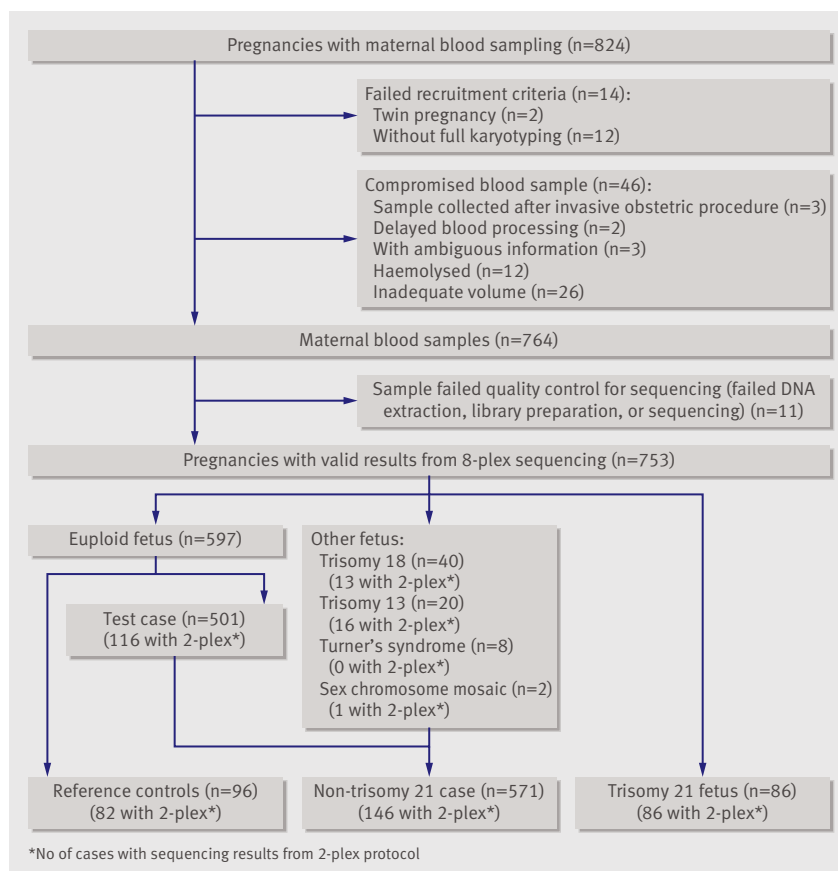 Pregnancies with maternal blood sampling (n=824)
Failed recruitment criteria (n=14):
Twin pregnancy (n=2)
Without full karyotyping (n=12)
Compromised blood sample (n=46):
Sample collected after invasive obstetric procedure (n=3)
Delayed blood processing (n=2)
With ambiguous information (n=3)
Haemolysed (n=12)
Inadequate volume (n=26)
Maternal blood samples (n=764)
Sample failed quality control for sequencing (failed DNA
extraction, library preparation, or sequencing) (n=11)
Pregnancies with valid results from 8-plex sequencing (n=753)
Euploid fetus (n=597)
Test case (n=501)
(116 with 2-plex*)
Other fetus:
Trisomy 18 (n=40)
(13 with 2-plex*)
Trisomy 13 (n=20)
(16 with 2-plex*)
Turner's syndrome (n=8)
(0 with 2-plex*)
Sex chromosome mosaic (n=2)
(1 with 2-plex*)
Reference controls (n=96)
(82 with 2-plex*)
Non-trisomy 21 case (n=571)
(146 with 2-plex*)
Trisomy 21 fetus (n=86)
(86 with 2-plex*)
*No of cases with sequencing results from 2-plex protocol